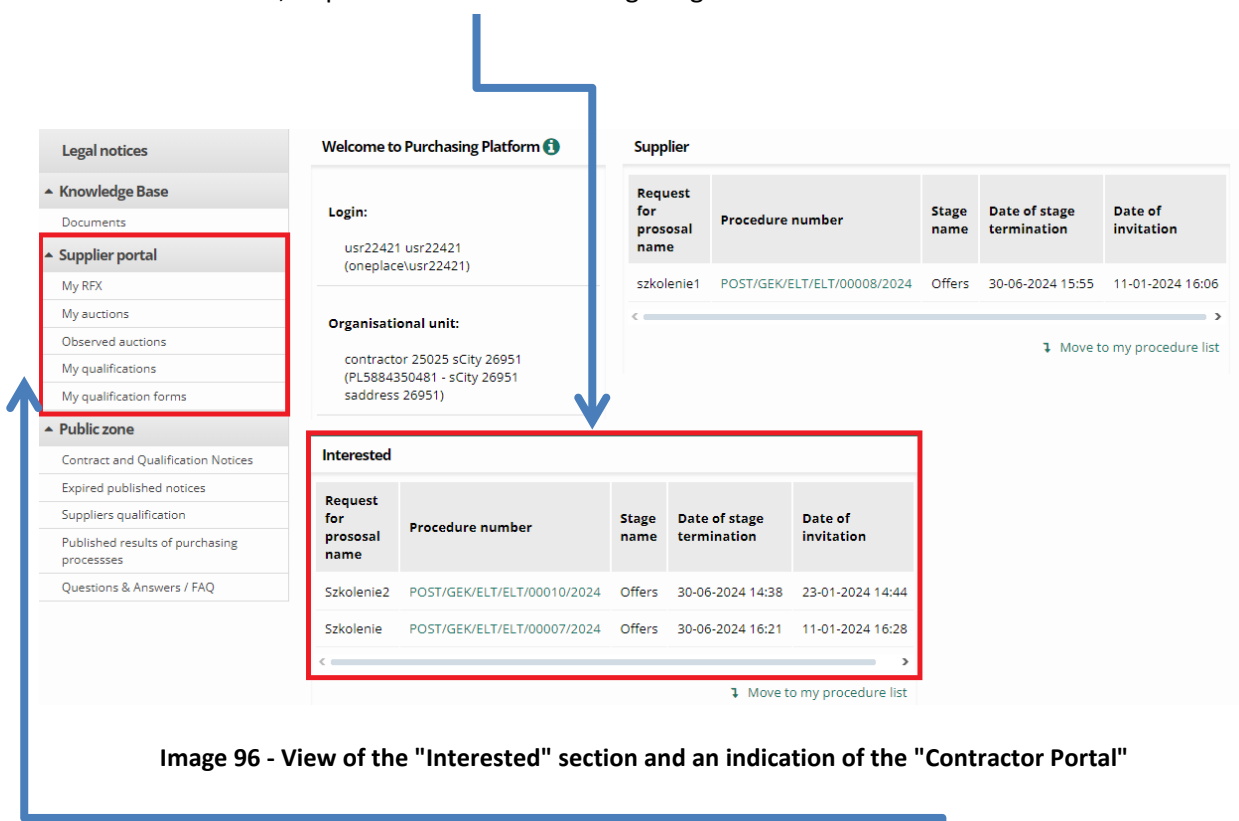 Legal notices
Knowledge Base
Documents
Supplier portal
My RFX
My auctions
Observed auctions
My qualifications
My qualification forms
Public zone
Contract and Qualification Notices
Expired published notices
Suppliers qualification
Published results of purchasing
processses
Questions & Answers / FAQ
Welcome to Purchasing Platform
Login:
usr22421 usr22421
(oneplace\usr22421)
Organisational unit:
contractor 25025 sCity 26951
(PL5884350481 - sCity 26951
saddress 26951)
Supplier
Request
for
prososal
name
Procedure number
Stage
name
Date of stage
termination
Date of
invitation
szkolenie1 POST/GEK/ELT/ELT/00008/2024 Offers 30-06-2024 15:55 11-01-2024 16:06
Move to my procedure list
Interested
Request
for
prososal
name
Procedure number
Stage
name
Date of stage
termination
Date of
invitation
Szkolenie2 POST/GEK/ELT/ELT/00010/2024 Offers 30-06-2024 14:38 23-01-2024 14:44
Szkolenie POST/GEK/ELT/ELT/00007/2024 Offers 30-06-2024 16:21 11-01-2024 16:28
Move to my procedure list
Image 96 - View of the "Interested" section and an indication of the "Contractor Portal"